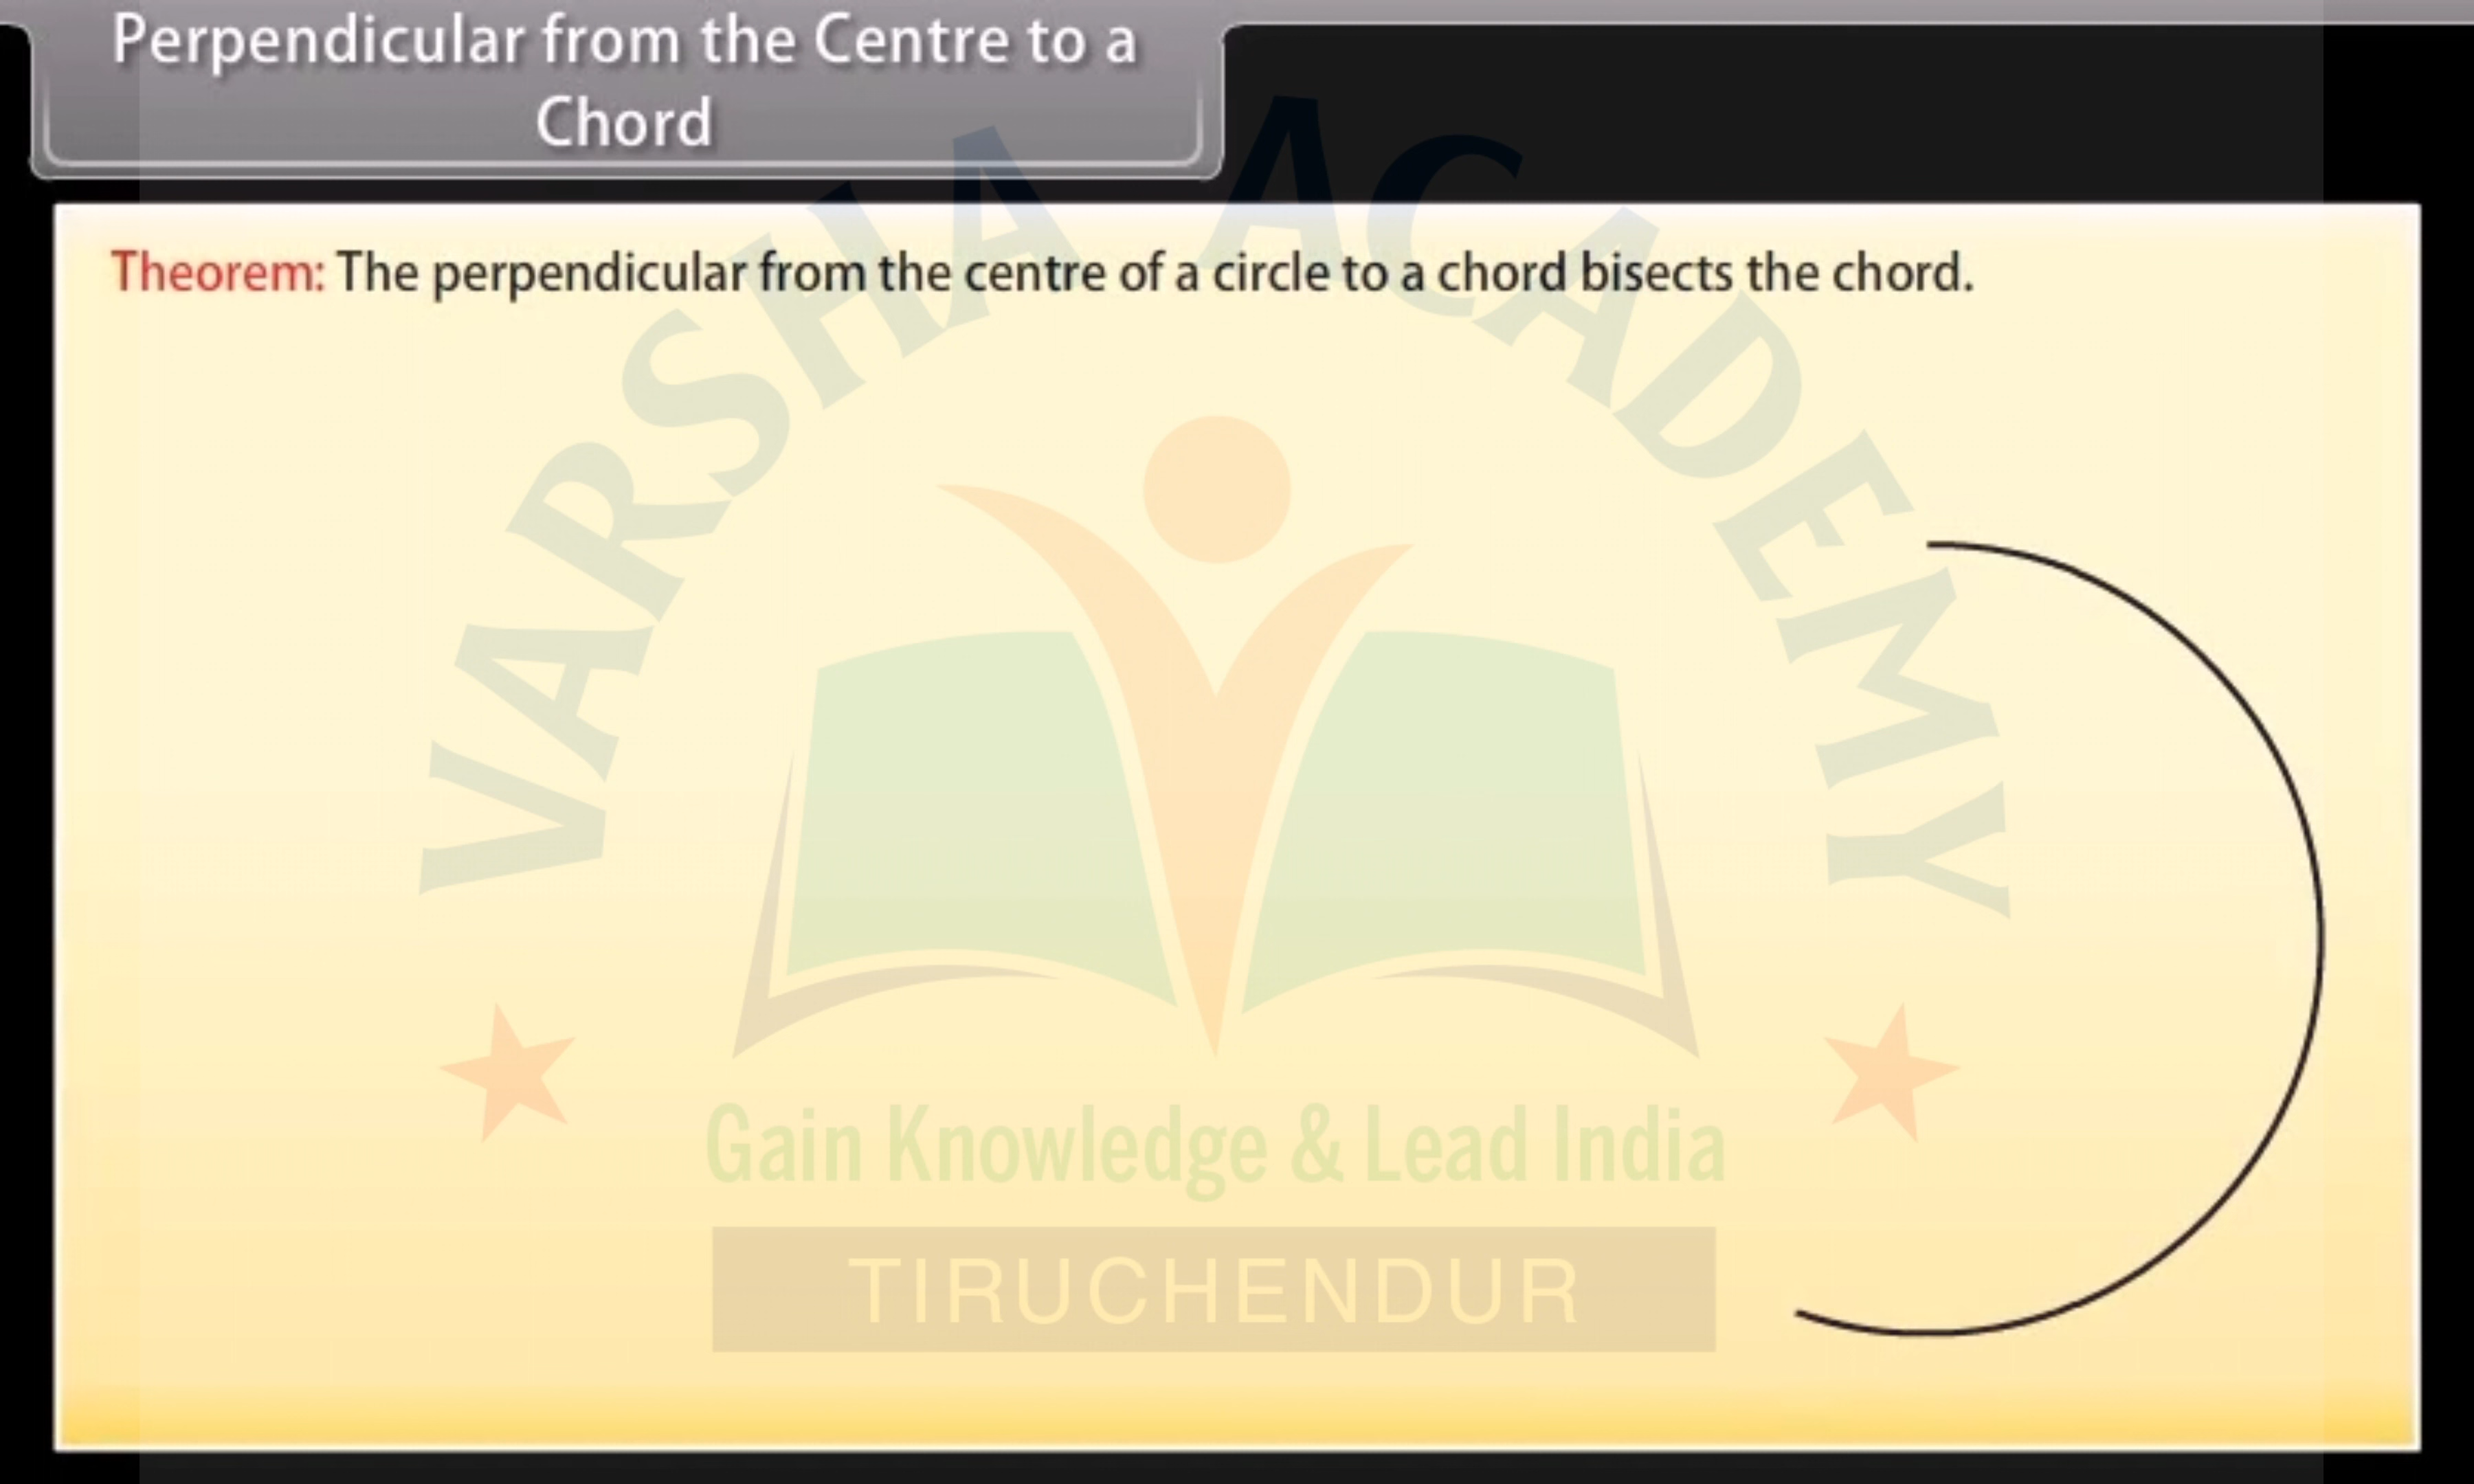 Perpendicular from the Centre to a
Chord
Theorem: The perpendicular from the centre of a circle to a chord bisects the chord.
VARSHA ACADEMY
Gain Knowledge & Lead India
TIRUCHENDUR